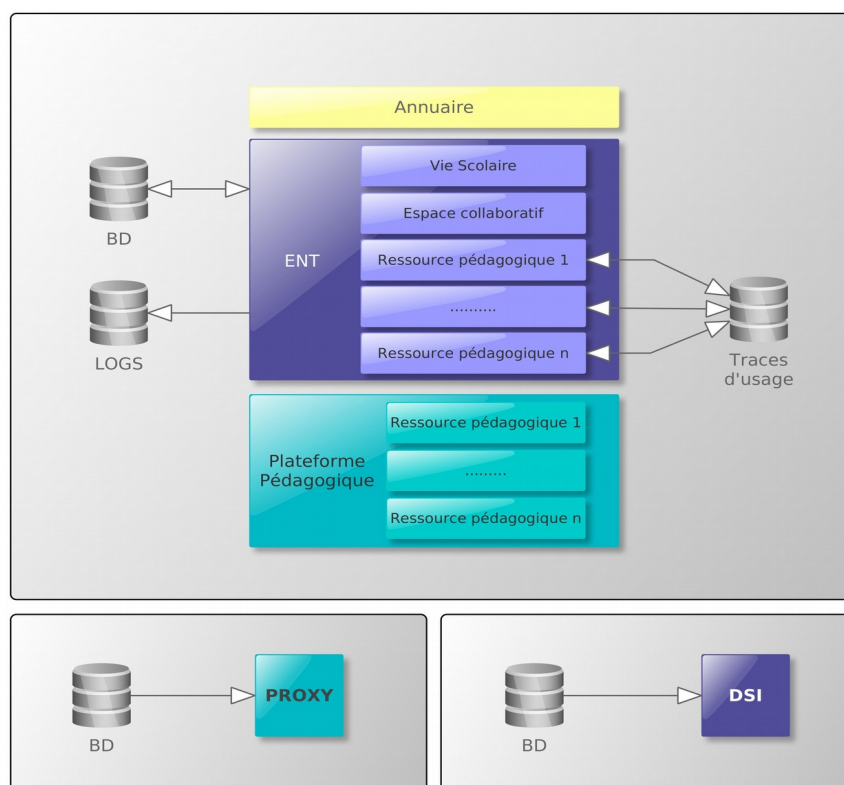 Annuaire
Vie Scolaire
Espace collaboratif
BD
ENT
Ressource pédagogique 1
..........
LOGS
Ressource pédagogique n
Traces
d'usage
Ressource pédagogique 1
Plateforme
Pédagogique
.........
Ressource pédagogique n
PROXY
BD
DSI
BD